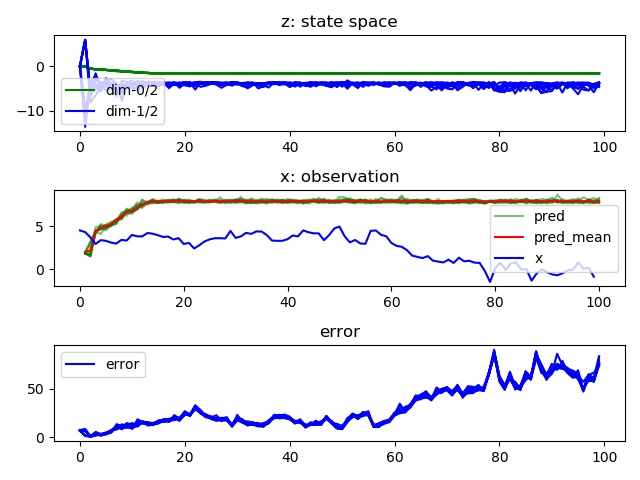 z: state space
0
−10
dim-0/2
dim-1/2
0 20 40 60 80 100
x: observation
5
0
pred
pred_mean
x
0 20 40 60 80 100
error
50
0
error
0 20 40 60 80 100